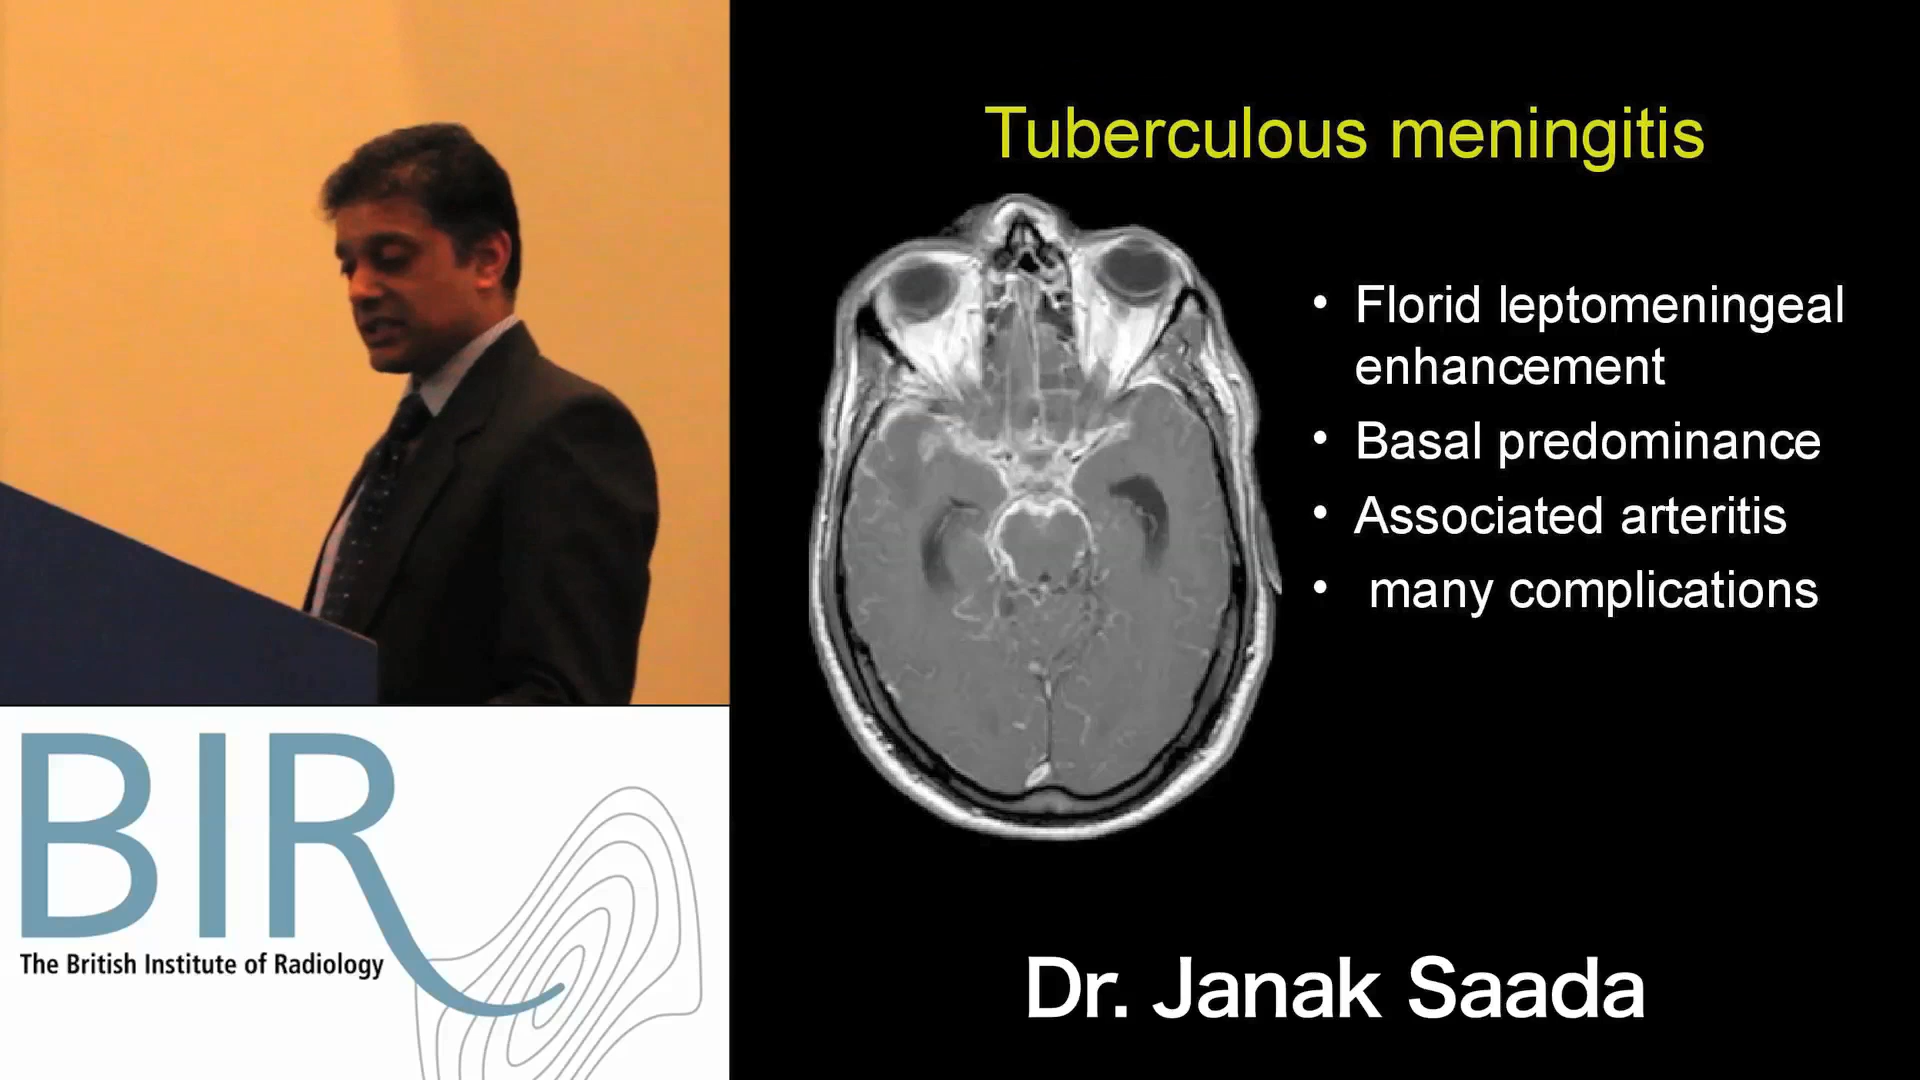 Tuberculous meningitis
• Florid leptomeningeal
enhancement
• Basal predominance
• Associated arteritis
• many complications
Dr. Janak Saada
BIR
The British Institute of Radiology